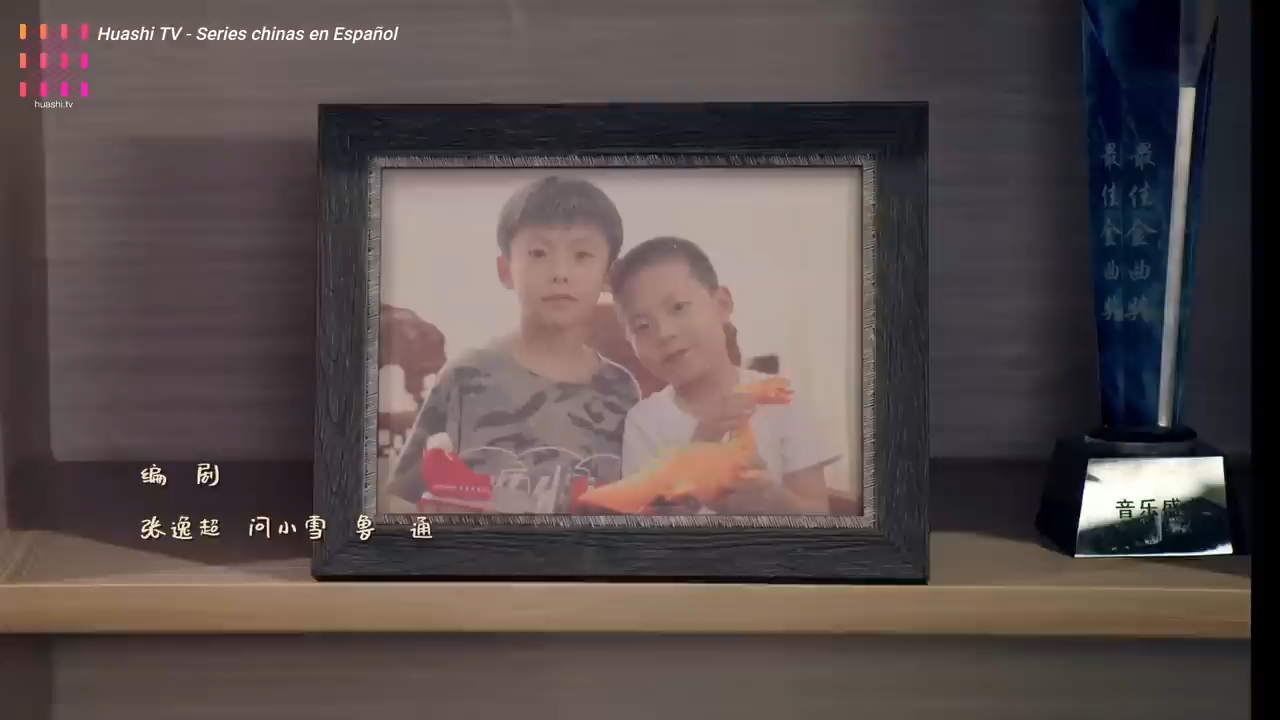 Huashi TV - Series chinas en Español
huashi.tv
最佳金曲奖
最佳金曲奖
编 剧
张逸超 问小雪 鲁 通
音乐盛